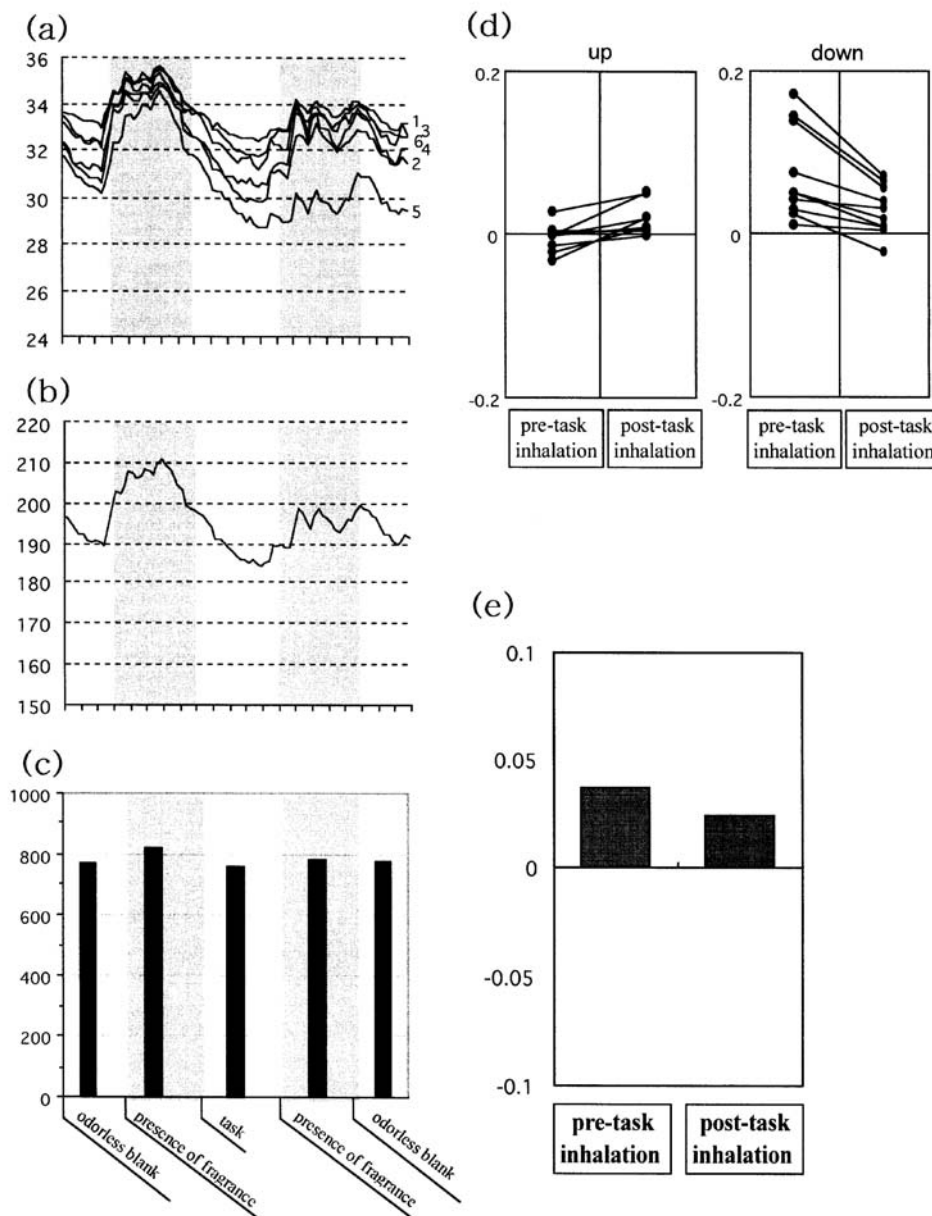 (a)
36
34
32
30
28
26
24
1
3
6
4
2
5
(b)
220
210
200
190
180
170
160
150
(c)
1000
800
600
400
200
0
odorless blank
presence of fragrance
task
presence of fragrance
odorless blank
(d)
up
down
0.2
0
-0.2
0.2
0
-0.2
pre-task
inhalation
post-task
inhalation
pre-task
inhalation
post-task
inhalation
(e)
0.1
0.05
0
-0.05
-0.1
pre-task
inhalation
post-task
inhalation